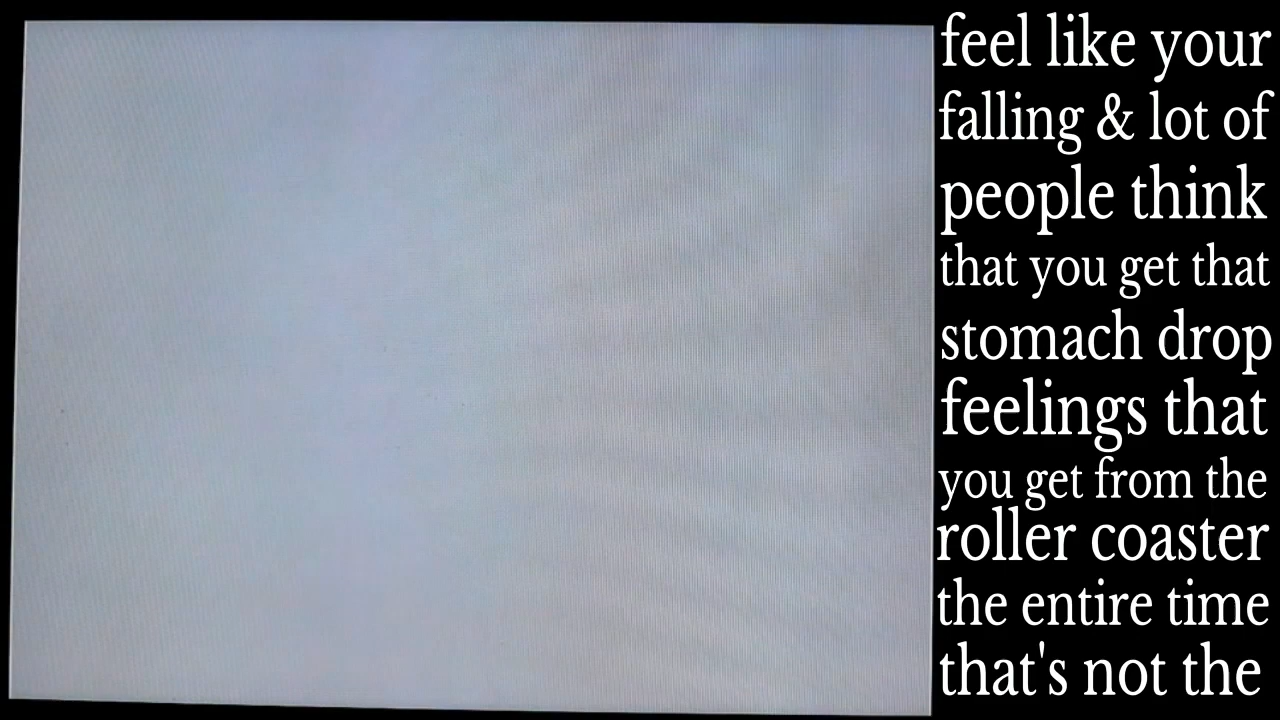 feel like your
falling & lot of
people think
that you get that
stomach drop
feelings that
you get from the
roller coaster
the entire time
that's not the